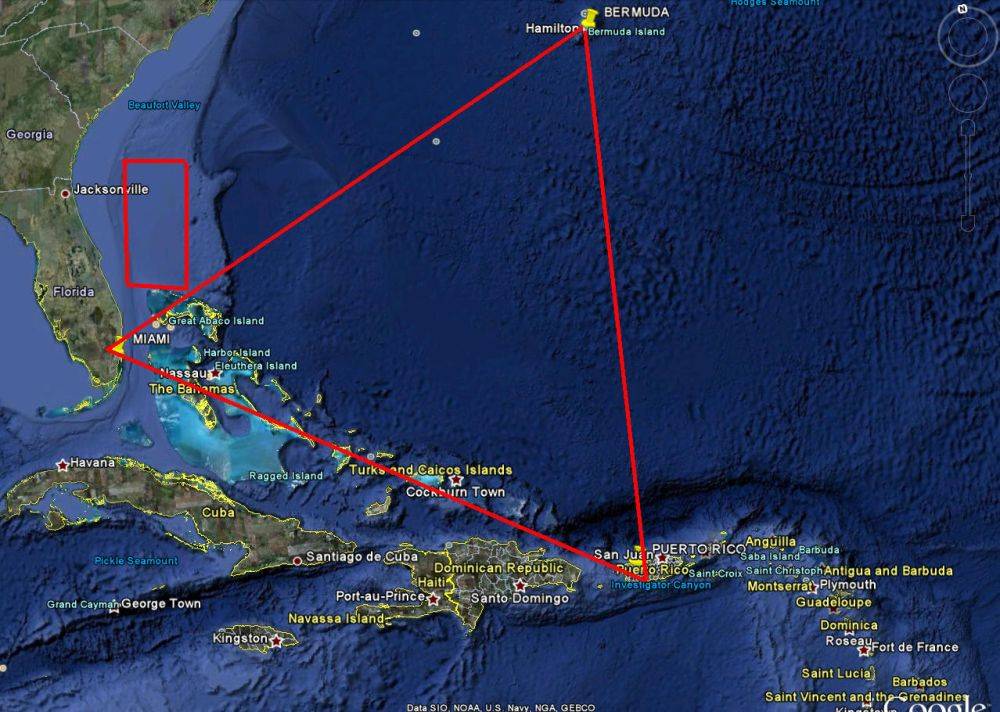 Hodges Seamount
N
BERMUDA
Hamilton
Bermuda Island
Beaufort Valley
Georgia
Jacksonville
Florida
Great Abaco Island
MIAMI
Harbor Island
Eleuthera Island
Nassau
The Bahamas
Havana
Turks and Caicos Islands
Ragged Island
Cockburn Town
Cuba
Anguilla
San Juan
PUERTO RICO
Barbuda
Santiago de Cuba
Saba Island
Pickle Seamount
Dominican Republic
Puerto Rico
Saint Croix
Saint Christoph
Antigua and Barbuda
Haiti
Investigator Canyon
Montserrat
Plymouth
Port-au-Prince
Santo Domingo
Grand Cayman
George Town
Guadeloupe
Navassa Island
Dominica
Kingston
Roseau
Fort de France
Saint Lucia
Barbados
Saint Vincent and the Grenadines
Data SIO, NOAA, U.S. Navy, NGA, GEBCO
Google